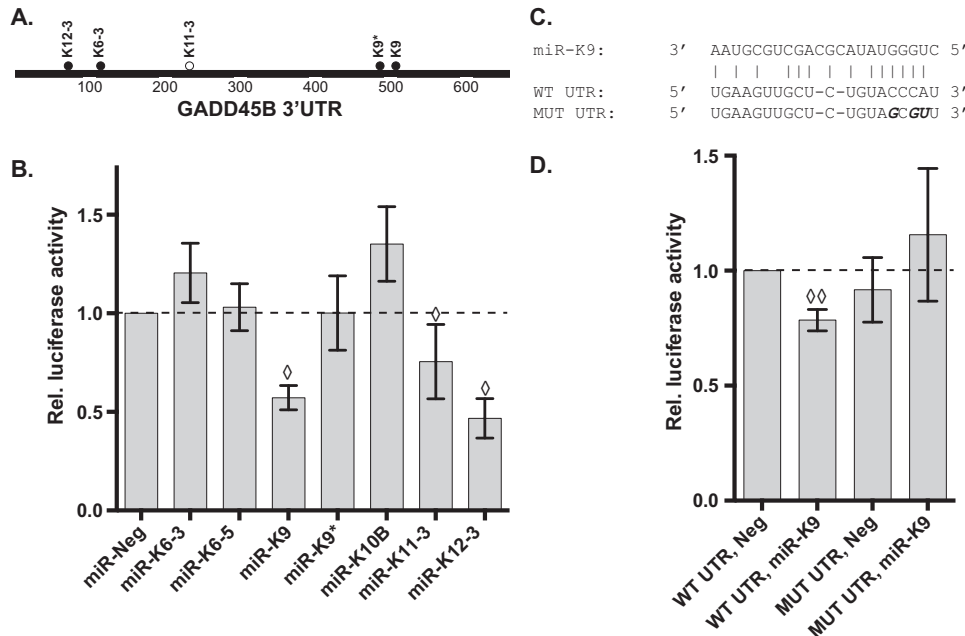 A.
K12-3
K6-3
K11-3
K9*
K9
100 200 300 400 500 600
GADD45B 3'UTR
B.
Rel. luciferase activity
1.5
1.0
0.5
0.0
miR-Neg
miR-K6-3
miR-K6-5
miR-K9
miR-K9*
miR-K10B
miR-K11-3
miR-K12-3
◊
◊
◊
C.
miR-K9: 3’ AAUGCGUCGACGCAUAUGGGUC 5’
WT UTR: 5’ UGAAGUUGCU-C-UGUACCCAU 3’
MUT UTR: 5’ UGAAGUUGCU-C-UGUAGCGUU 3’
D.
Rel. luciferase activity
1.5
1.0
0.5
0.0
◊◊
WT UTR, Neg
WT UTR, miR-K9
MUT UTR, Neg
MUT UTR, miR-K9